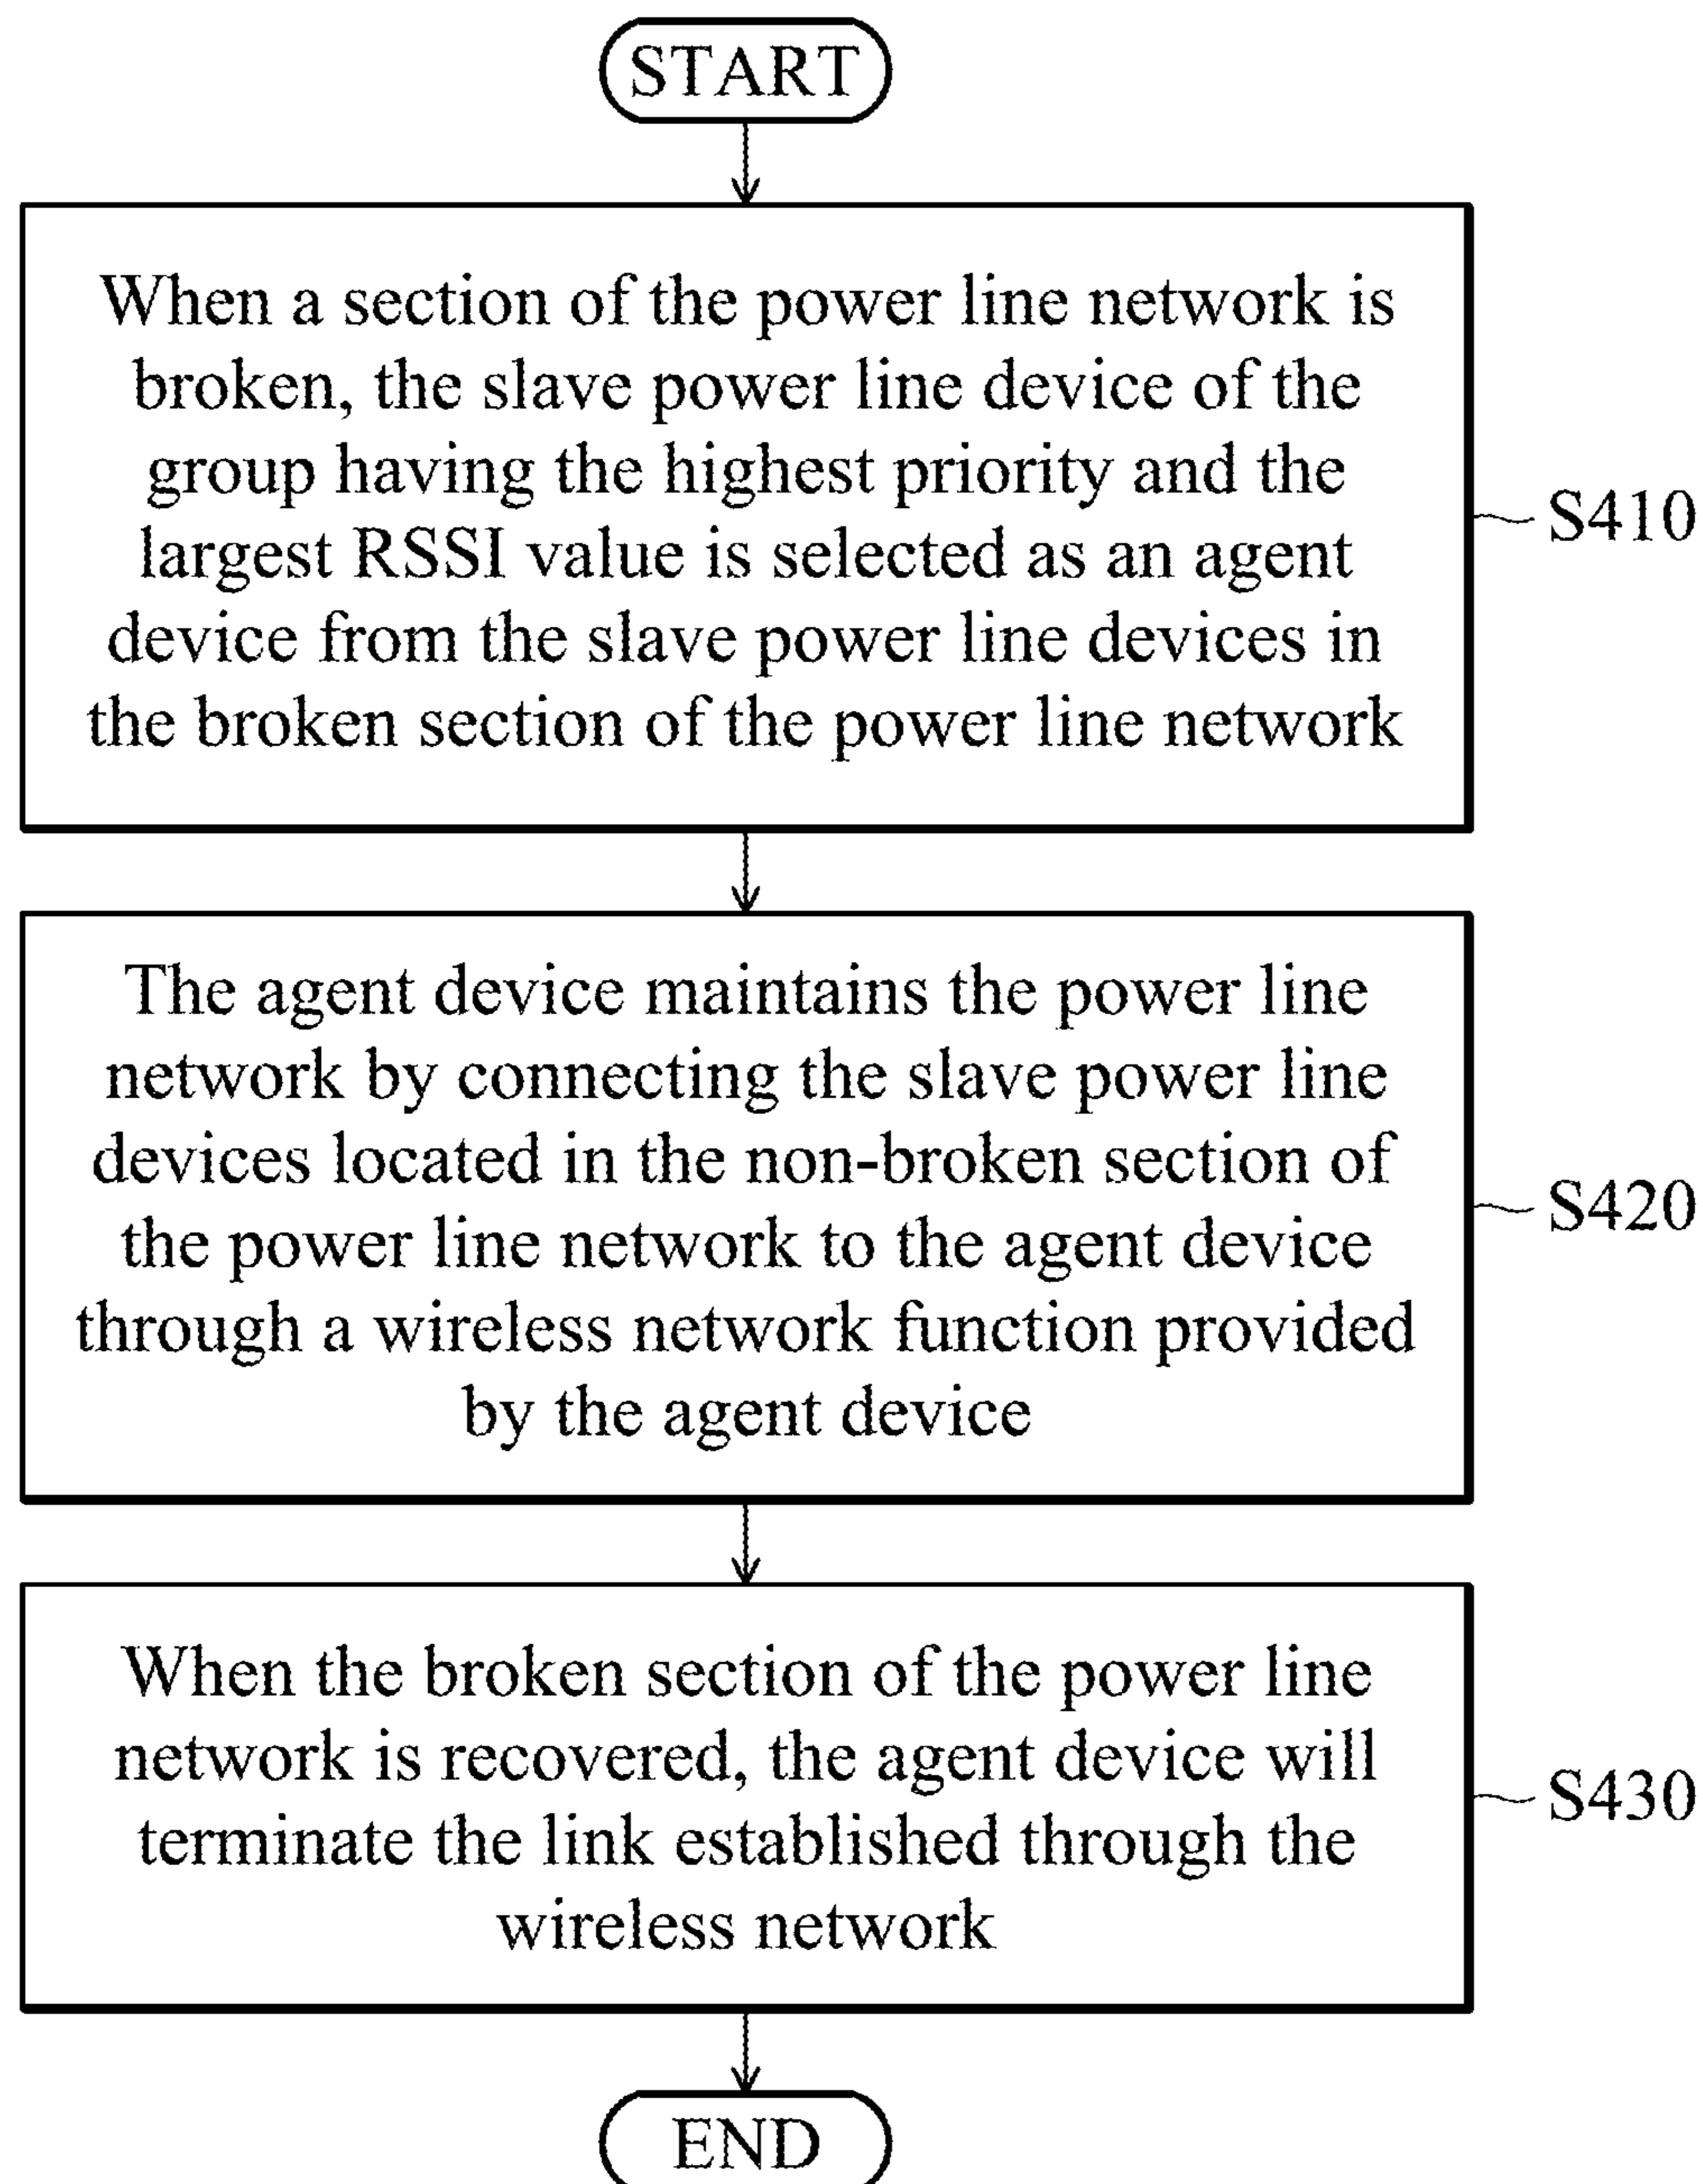 START
When a section of the power line network is
broken, the slave power line device of the
group having the highest priority and the
largest RSSI value is selected as an agent
device from the slave power line devices in
the broken section of the power line network
S410
The agent device maintains the power line
network by connecting the slave power line
devices located in the non-broken section of
the power line network to the agent device
through a wireless network function provided
by the agent device
S420
When the broken section of the power line
network is recovered, the agent device will
terminate the link established through the
wireless network
S430
END